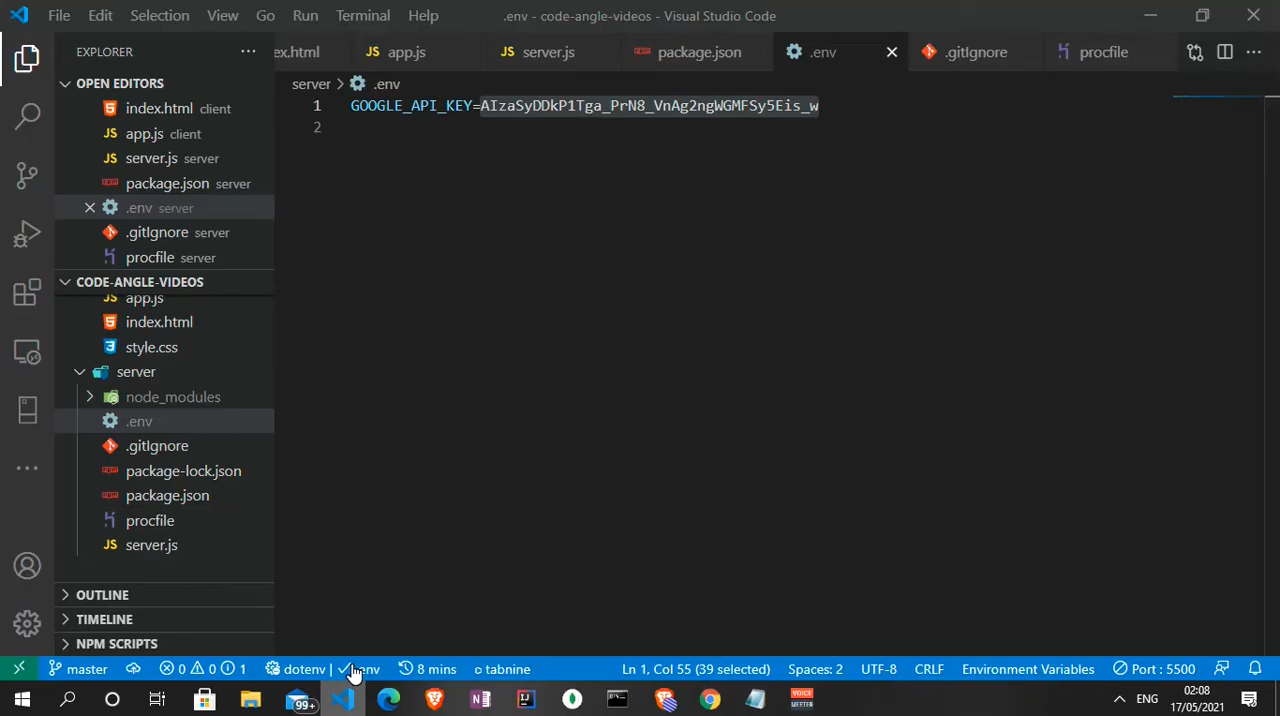 File Edit Selection View Go Run Terminal Help .env - code-angle-videos - Visual Studio Code
EXPLORER ex.html app.js server.js package.json .env .gitIgnore procfile
OPEN EDITORS
index.html client
app.js client
server.js server
package.json server
.env server
.gitIgnore server
procfile server
CODE-ANGLE-VIDEOS
app.js
index.html
style.css
server
node_modules
.env
.gitIgnore
package-lock.json
package.json
procfile
server.js
OUTLINE
TIMELINE
NPM SCRIPTS
server > .env
1 GOOGLE_API_KEY=AIzaSyDDkP1Tga_PrN8_VnAg2ngWGMFSy5Eis_w
2
master 0 0 1 dotenv | .env 8 mins tabnine Ln 1, Col 55 (39 selected) Spaces: 2 UTF-8 CRLF Environment Variables Port : 5500
99+ VOICE MEETER ENG 02:08
17/05/2021